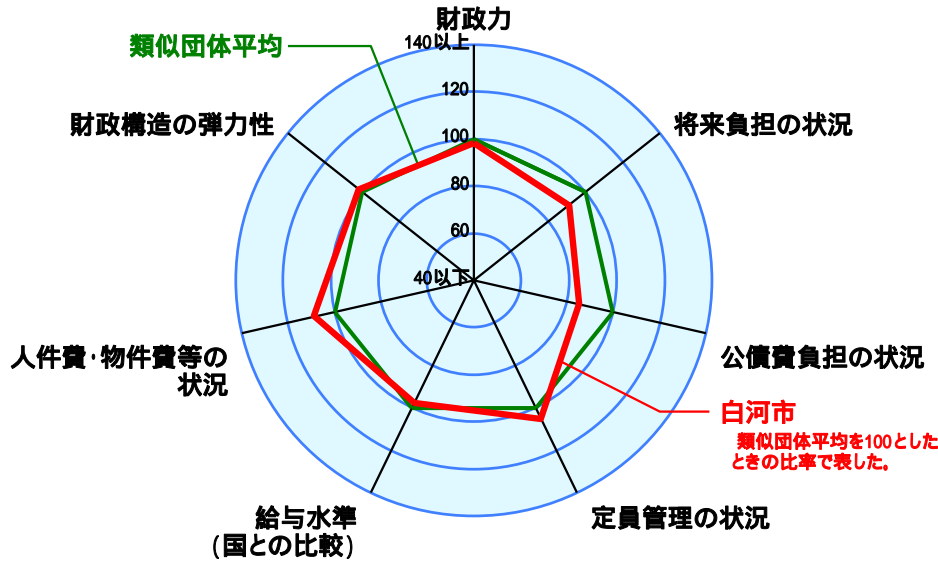 財政力
140以上
類似団体平均
120
財政構造の弾力性
将来負担の状況
100
80
60
40以下
人件費・物件費等の
状況
公債費負担の状況
白河市
類似団体平均を100とした
ときの比率で表した。
給与水準
(国との比較)
定員管理の状況